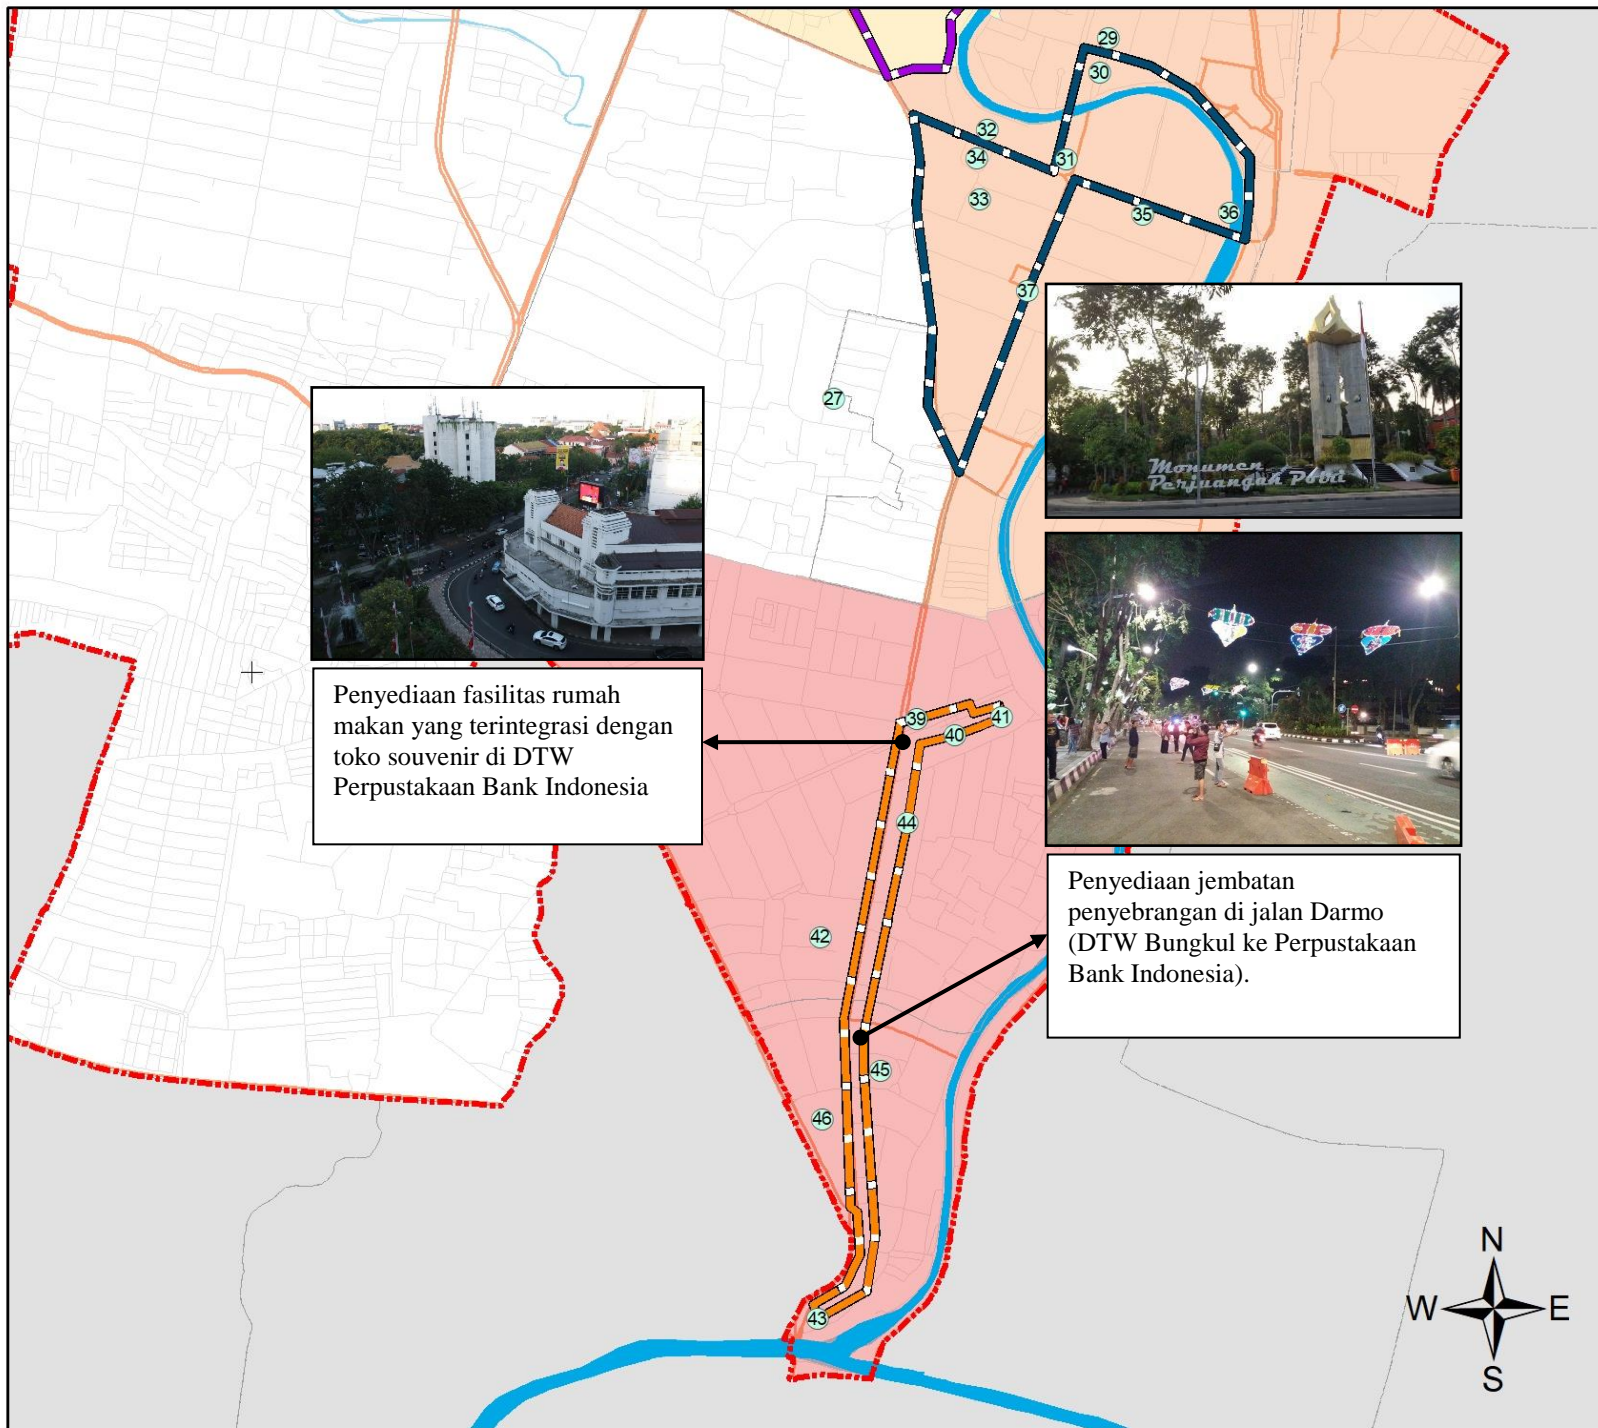 29
30
32
31
34
33
36
35
37
27
Monumen
Perjuangan Polri
Penyediaan fasilitas rumah
makan yang terintegrasi dengan
toko souvenir di DTW
Perpustakaan Bank Indonesia
39
41
40
44
Penyediaan jembatan
penyebrangan di jalan Darmo
(DTW Bungkul ke Perpustakaan
Bank Indonesia).
42
45
46
43
N
W
E
S